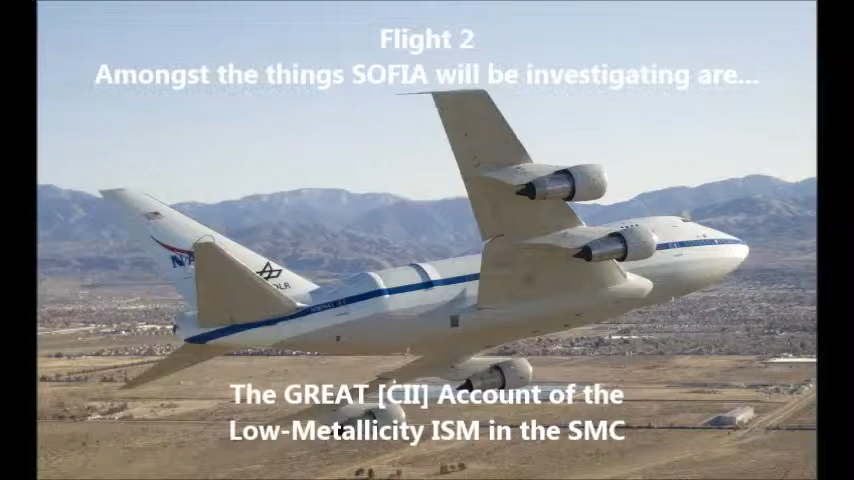 Flight 2
Amongst the things SOFIA will be investigating are...
The GREAT [CII] Account of the
Low-Metallicity ISM in the SMC
DLR